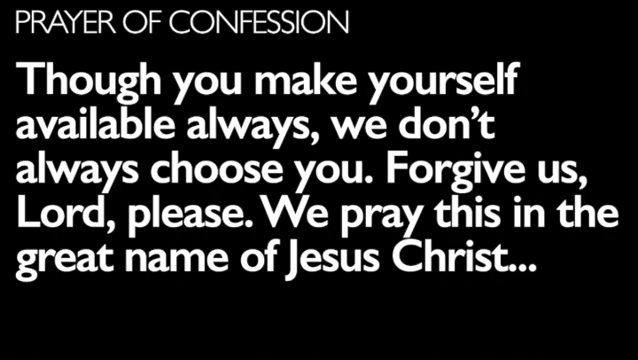 PRAYER OF CONFESSION
Though you make yourself
available always, we don’t
always choose you. Forgive us,
Lord, please. We pray this in the
great name of Jesus Christ...